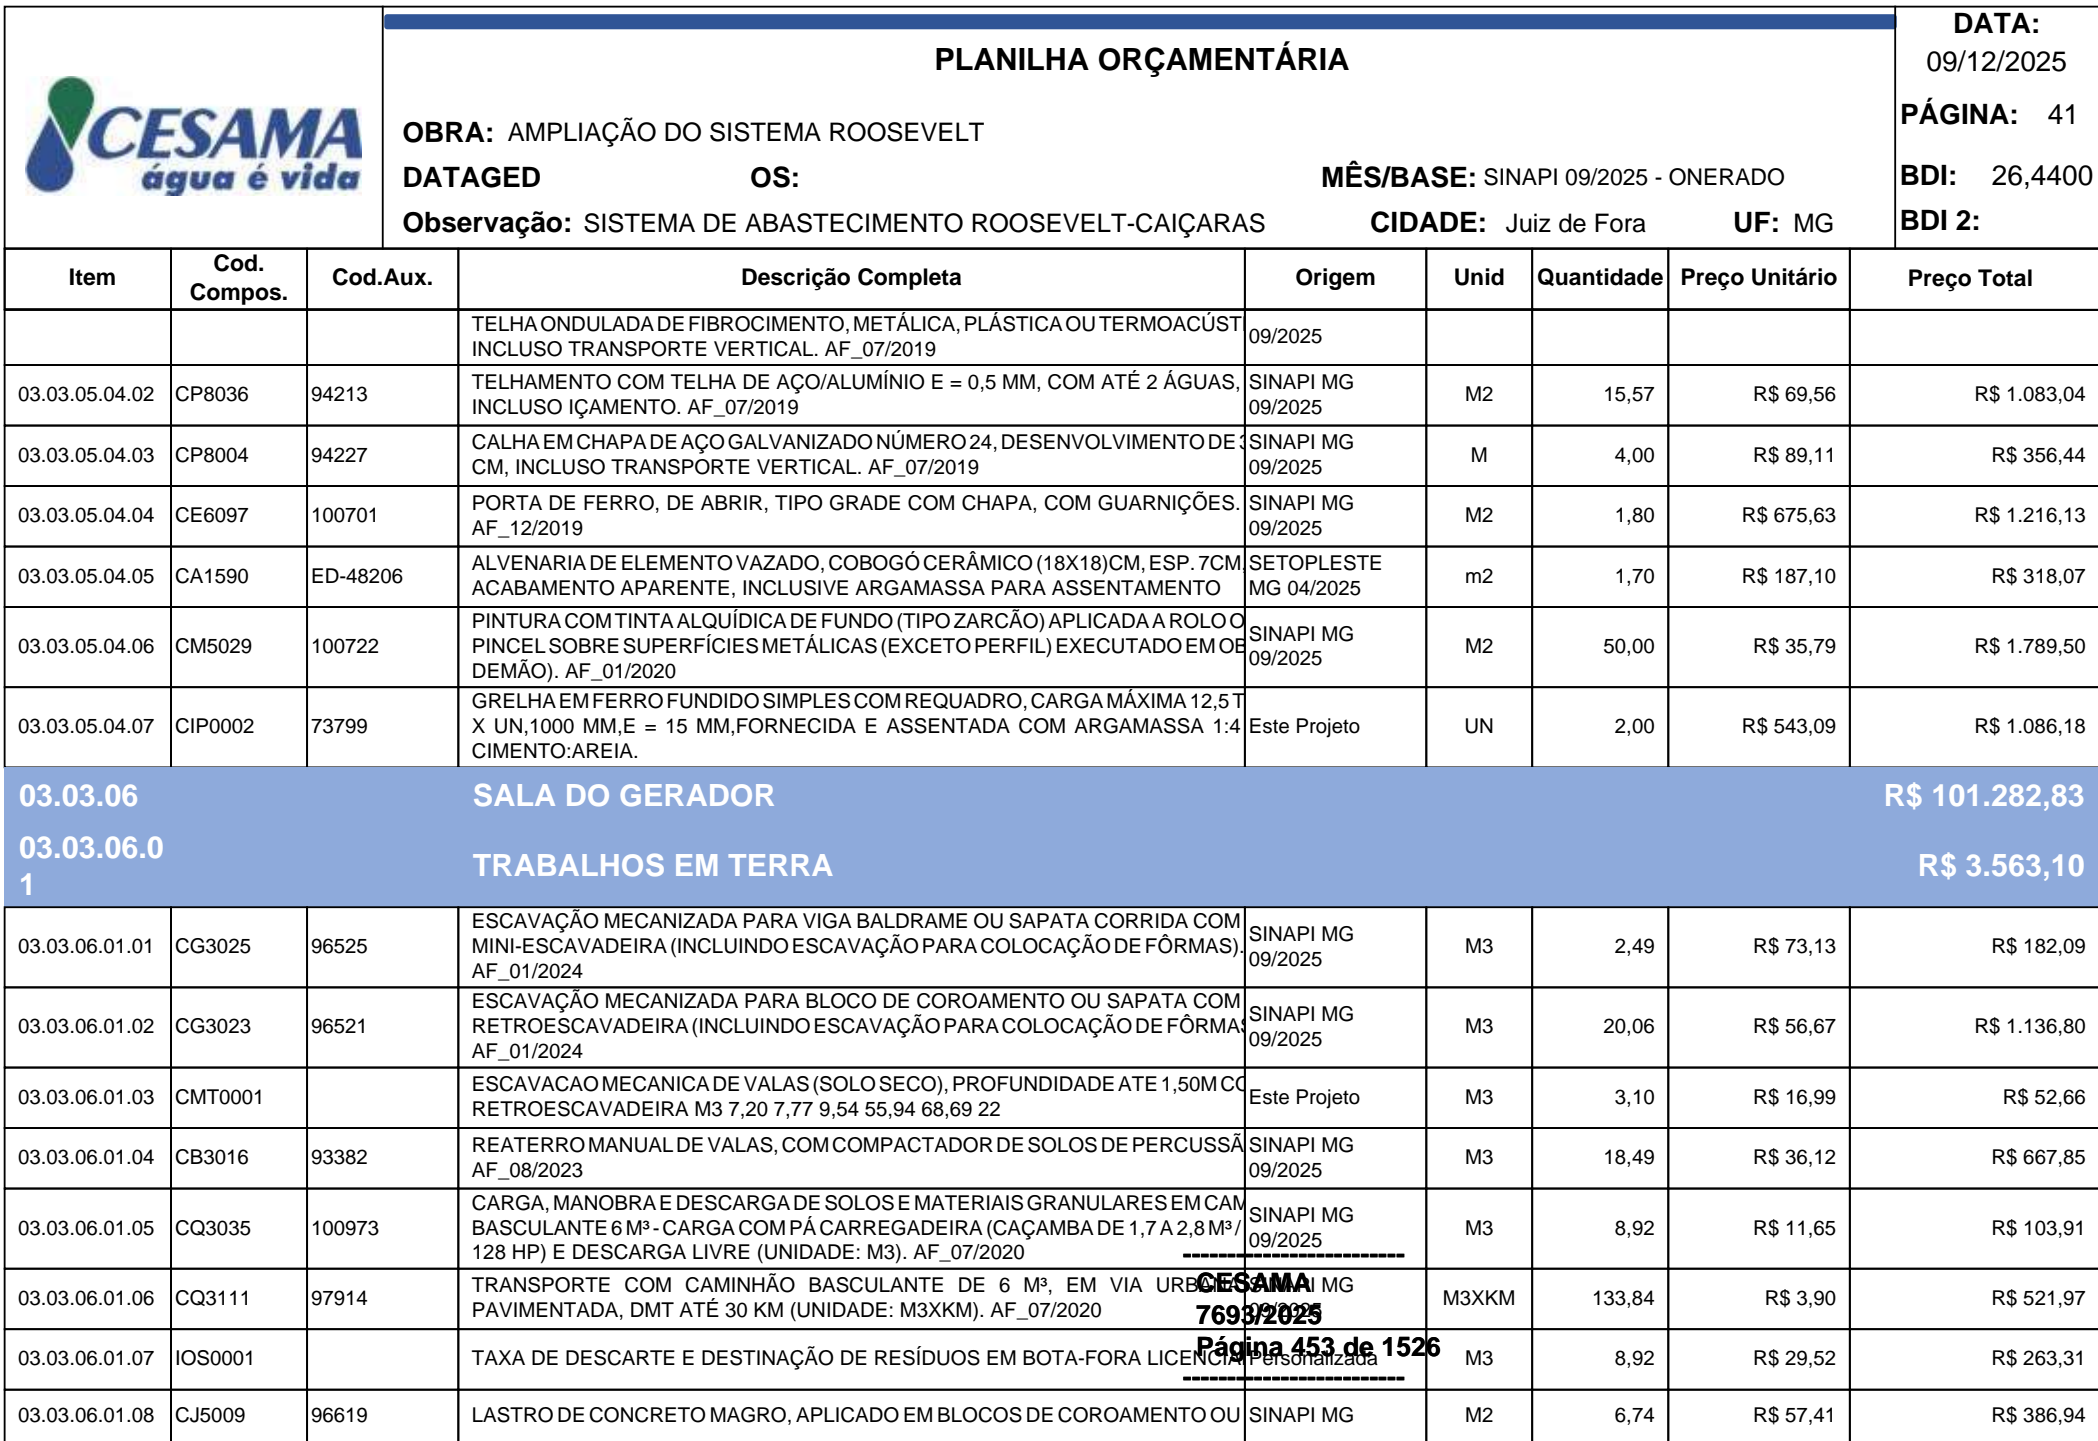 CESAMA
água é vida
PLANILHA ORÇAMENTÁRIA
OBRA: AMPLIAÇÃO DO SISTEMA ROOSEVELT
DATAGED OS: MÊS/BASE: SINAPI 09/2025 - ONERADO
Observação: SISTEMA DE ABASTECIMENTO ROOSEVELT-CAIÇARAS CIDADE: Juiz de Fora UF: MG
DATA:
09/12/2025
PÁGINA: 41
BDI: 26,4400
BDI 2:
Item Cod. Compos. Cod.Aux. Descrição Completa Origem Unid Quantidade Preço Unitário Preço Total
TELHA ONDULADA DE FIBROCIMENTO, METÁLICA, PLÁSTICA OU TERMOACÚSTI
INCLUSO TRANSPORTE VERTICAL. AF_07/2019
09/2025
03.03.05.04.02 CP8036 94213 TELHAMENTO COM TELHA DE AÇO/ALUMÍNIO E = 0,5 MM, COM ATÉ 2 ÁGUAS,
INCLUSO IÇAMENTO. AF_07/2019
SINAPI MG
09/2025
M2 15,57 R$ 69,56 R$ 1.083,04
03.03.05.04.03 CP8004 94227 CALHA EM CHAPA DE AÇO GALVANIZADO NÚMERO 24, DESENVOLVIMENTO DE 3
CM, INCLUSO TRANSPORTE VERTICAL. AF_07/2019
SINAPI MG
09/2025
M 4,00 R$ 89,11 R$ 356,44
03.03.05.04.04 CE6097 100701 PORTA DE FERRO, DE ABRIR, TIPO GRADE COM CHAPA, COM GUARNIÇÕES.
AF_12/2019
SINAPI MG
09/2025
M2 1,80 R$ 675,63 R$ 1.216,13
03.03.05.04.05 CA1590 ED-48206 ALVENARIA DE ELEMENTO VAZADO, COBOGÓ CERÂMICO (18X18)CM, ESP. 7CM,
ACABAMENTO APARENTE, INCLUSIVE ARGAMASSA PARA ASSENTAMENTO
SETOPLESTE
MG 04/2025
m2 1,70 R$ 187,10 R$ 318,07
03.03.05.04.06 CM5029 100722 PINTURA COM TINTA ALQUÍDICA DE FUNDO (TIPO ZARCÃO) APLICADA A ROLO O
PINCEL SOBRE SUPERFÍCIES METÁLICAS (EXCETO PERFIL) EXECUTADO EM OB
DEMÃO). AF_01/2020
SINAPI MG
09/2025
M2 50,00 R$ 35,79 R$ 1.789,50
03.03.05.04.07 CIP0002 73799 GRELHA EM FERRO FUNDIDO SIMPLES COM REQUADRO, CARGA MÁXIMA 12,5 T
X UN,1000 MM,E = 15 MM,FORNECIDA E ASSENTADA COM ARGAMASSA 1:4
CIMENTO:AREIA.
Este Projeto
UN 2,00 R$ 543,09 R$ 1.086,18
03.03.06 SALA DO GERADOR R$ 101.282,83
03.03.06.0
1
TRABALHOS EM TERRA R$ 3.563,10
03.03.06.01.01 CG3025 96525 ESCAVAÇÃO MECANIZADA PARA VIGA BALDRAME OU SAPATA CORRIDA COM
MINI-ESCAVADEIRA (INCLUINDO ESCAVAÇÃO PARA COLOCAÇÃO DE FÔRMAS).
AF_01/2024
SINAPI MG
09/2025
M3 2,49 R$ 73,13 R$ 182,09
03.03.06.01.02 CG3023 96521 ESCAVAÇÃO MECANIZADA PARA BLOCO DE COROAMENTO OU SAPATA COM
RETROESCAVADEIRA (INCLUINDO ESCAVAÇÃO PARA COLOCAÇÃO DE FÔRMAS
AF_01/2024
SINAPI MG
09/2025
M3 20,06 R$ 56,67 R$ 1.136,80
03.03.06.01.03 CMT0001 ESCAVACAO MECANICA DE VALAS (SOLO SECO), PROFUNDIDADE ATE 1,50M CO
RETROESCAVADEIRA M3 7,20 7,77 9,54 55,94 68,69 22
Este Projeto
M3 3,10 R$ 16,99 R$ 52,66
03.03.06.01.04 CB3016 93382 REATERRO MANUAL DE VALAS, COM COMPACTADOR DE SOLOS DE PERCUSSÃ
AF_08/2023
SINAPI MG
09/2025
M3 18,49 R$ 36,12 R$ 667,85
03.03.06.01.05 CQ3035 100973 CARGA, MANOBRA E DESCARGA DE SOLOS E MATERIAIS GRANULARES EM CAM
BASCULANTE 6 M³ - CARGA COM PÁ CARREGADEIRA (CAÇAMBA DE 1,7 A 2,8 M³ /
128 HP) E DESCARGA LIVRE (UNIDADE: M3). AF_07/2020
SINAPI MG
09/2025
M3 8,92 R$ 11,65 R$ 103,91
03.03.06.01.06 CQ3111 97914 TRANSPORTE COM CAMINHÃO BASCULANTE DE 6 M³, EM VIA URBANA
PAVIMENTADA, DMT ATÉ 30 KM (UNIDADE: M3XKM). AF_07/2020
SINAPI MG
09/2025
M3XKM 133,84 R$ 3,90 R$ 521,97
CESAMA
7693/2025
Página 453 de 1526
03.03.06.01.07 IOS0001 TAXA DE DESCARTE E DESTINAÇÃO DE RESÍDUOS EM BOTA-FORA LICENCIA
Personalizada
M3 8,92 R$ 29,52 R$ 263,31
03.03.06.01.08 CJ5009 96619 LASTRO DE CONCRETO MAGRO, APLICADO EM BLOCOS DE COROAMENTO OU
SINAPI MG
M2 6,74 R$ 57,41 R$ 386,94